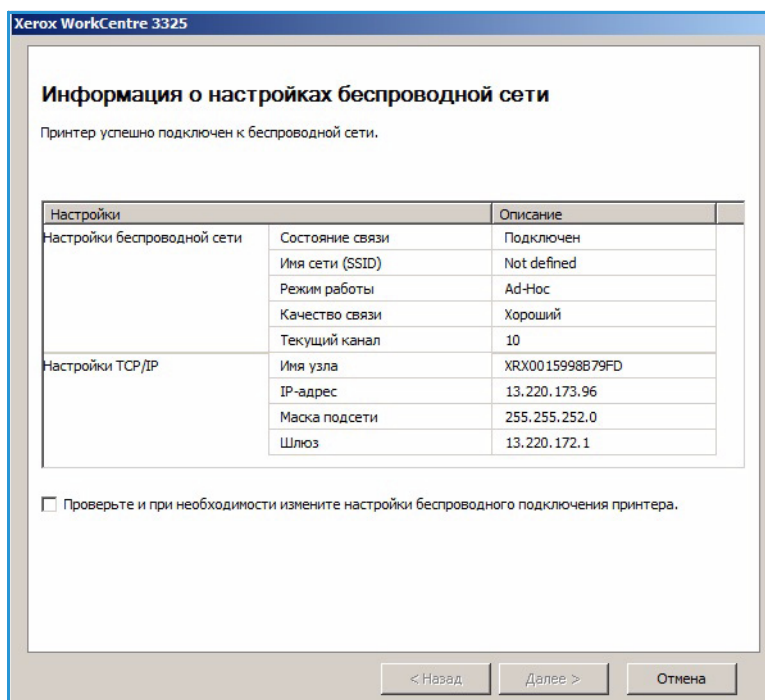 Xerox WorkCentre 3325
Информация о настройках беспроводной сети
Принтер успешно подключен к беспроводной сети.
Настройки Описание
Настройки беспроводной сети Состояние связи Подключен
Имя сети (SSID) Not defined
Режим работы Ad-Hoc
Качество связи Хороший
Текущий канал 10
Настройки TCP/IP Имя узла XRX0015998B79FD
IP-адрес 13.220.173.96
Маска подсети 255.255.252.0
Шлюз 13.220.172.1
Проверьте и при необходимости измените настройки беспроводного подключения принтера.
< Назад Далее > Отмена